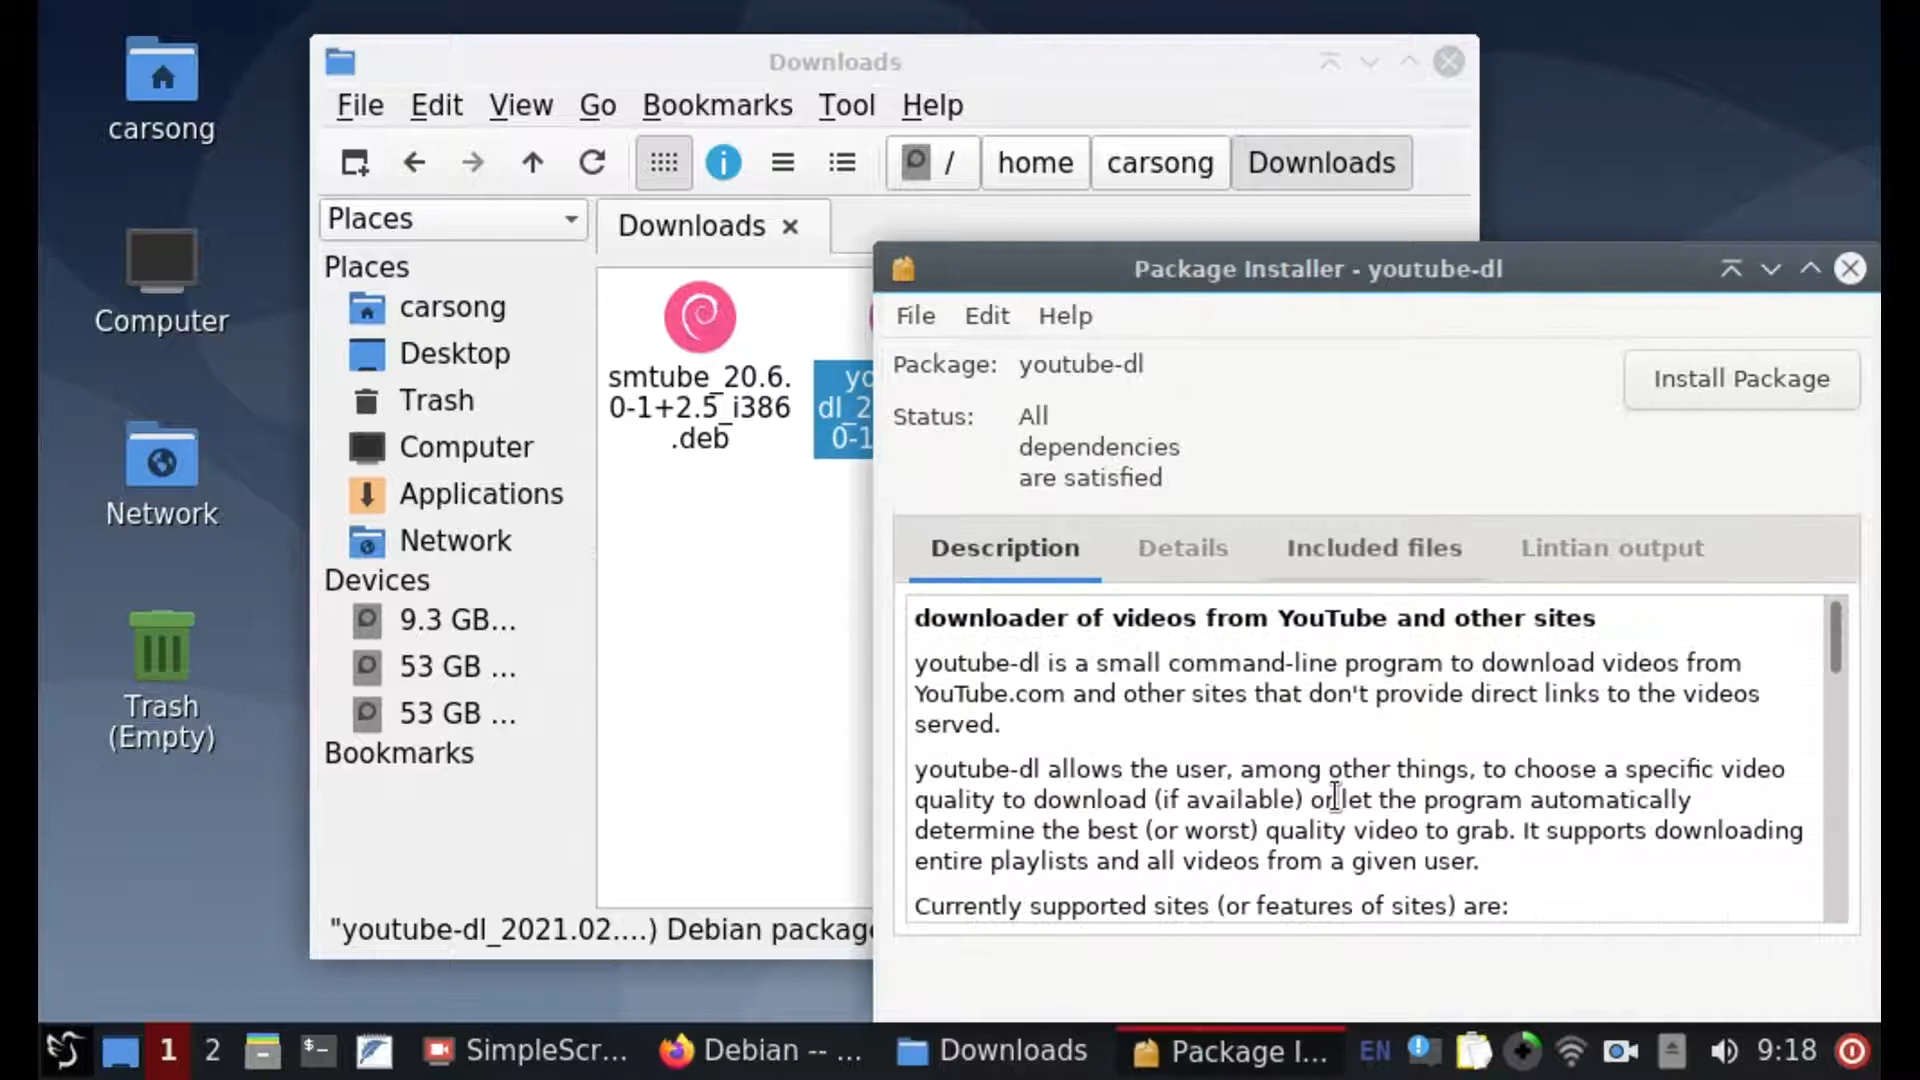 carsong
Computer
Network
Trash
(Empty)
Downloads
File Edit View Go Bookmarks Tool Help
/ home carsong Downloads
Places
Places
carsong
Desktop
Trash
Computer
Applications
Network
Devices
9.3 GB...
53 GB ...
53 GB ...
Bookmarks
Downloads
smtube_20.6.
0-1+2.5_i386
.deb
yo
dl_2
0-1
"youtube-dl_2021.02....) Debian package
Package Installer - youtube-dl
File Edit Help
Package: youtube-dl
Install Package
Status: All
dependencies
are satisfied
Description Details Included files Lintian output
downloader of videos from YouTube and other sites
youtube-dl is a small command-line program to download videos from
YouTube.com and other sites that don't provide direct links to the videos
served.
youtube-dl allows the user, among other things, to choose a specific video
quality to download (if available) or let the program automatically
determine the best (or worst) quality video to grab. It supports downloading
entire playlists and all videos from a given user.
Currently supported sites (or features of sites) are:
1 2 $- SimpleScr... Debian -- ... Downloads Package I... EN 9:18